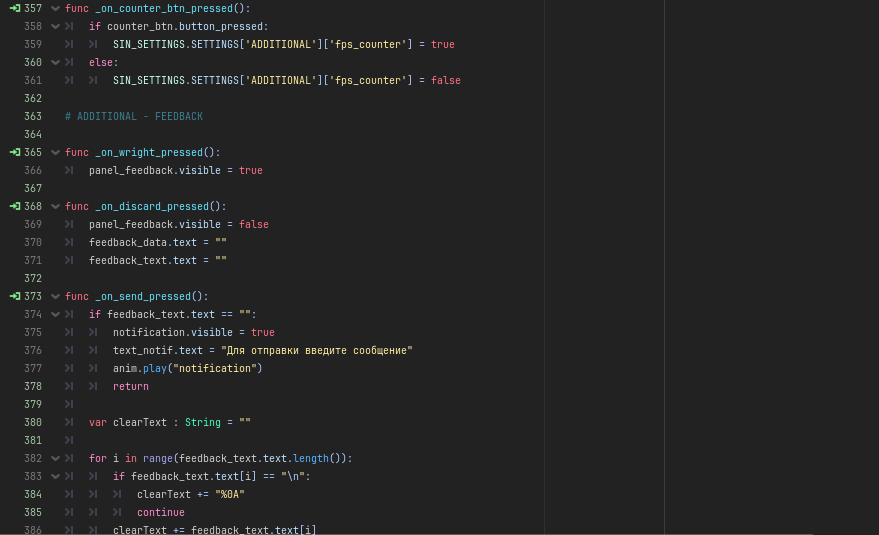 357 func _on_counter_btn_pressed():
358 if counter_btn.button_pressed:
359 SIN_SETTINGS.SETTINGS['ADDITIONAL']['fps_counter'] = true
360 else:
361 SIN_SETTINGS.SETTINGS['ADDITIONAL']['fps_counter'] = false
362
363 # ADDITIONAL - FEEDBACK
364
365 func _on_wright_pressed():
366 panel_feedback.visible = true
367
368 func _on_discard_pressed():
369 panel_feedback.visible = false
370 feedback_data.text = ""
371 feedback_text.text = ""
372
373 func _on_send_pressed():
374 if feedback_text.text == "":
375 notification.visible = true
376 text_notif.text = "Для отправки введите сообщение"
377 anim.play("notification")
378 return
379
380 var clearText : String = ""
381
382 for i in range(feedback_text.text.length()):
383 if feedback_text.text[i] == "\n":
384 clearText += "%0A"
385 continue
386 clearText += feedback_text.text[i]